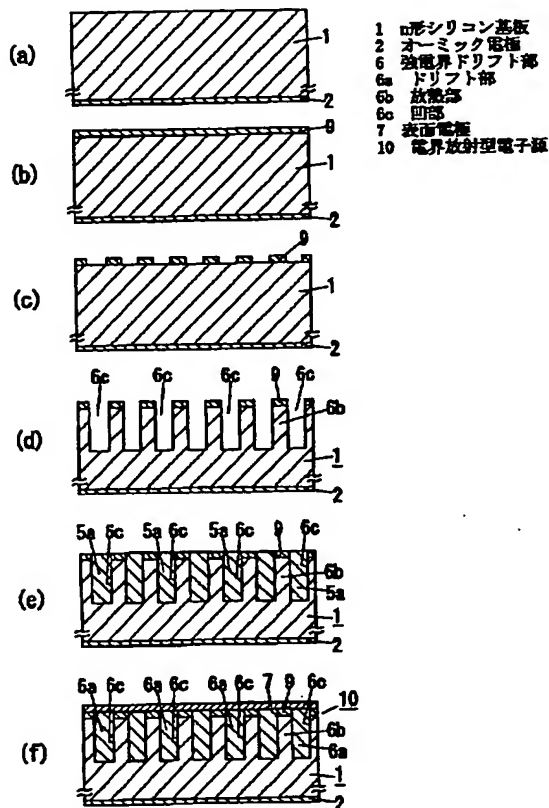 1 n形シリコン基板
2 オーミック電極
6 強電界ドリフト部
6a ドリフト部
6b 放熱部
6c 凹部
7 表面電極
10 電界放射型電子源
(a)
1
2
(b)
9
1
2
(c)
9
1
2
(d)
6c 6c 6c 9 6c
6b
1
2
(e)
5a 6c 5a 6c 5a 6c 9 6c
6b
5a
1
2
(f)
6a 6c 6a 6c 6a 6c 7 9 6c
10
6b
6a
1
2